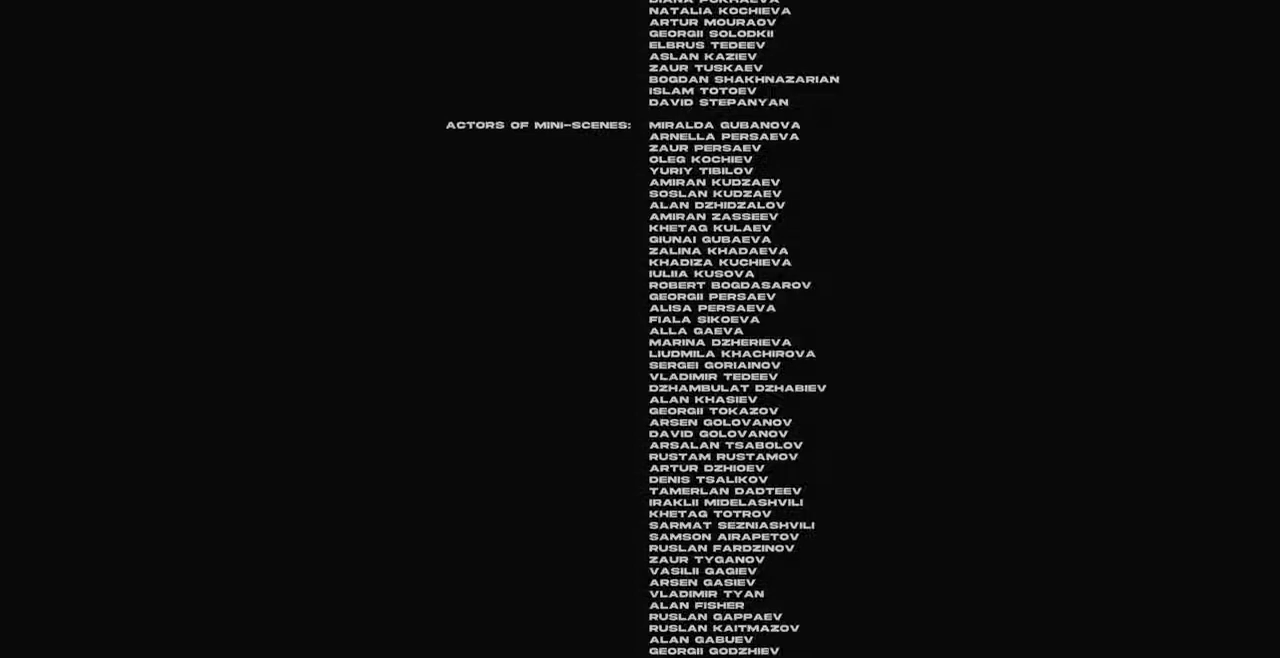 NATALIA KOCHIEVA
ARTUR MOURAOV
GEORGII SOLODKII
ELBRUS TEDEEV
ASLAN KAZIEV
ZAUR TUSKAEV
BOGDAN SHAKHNAZARIAN
ISLAM TOTOEV
DAVID STEPANYAN
ACTORS OF MINI-SCENES: MIRALDA GUBANOVA
ARNELLA PERSAEVA
ZAUR PERSAEV
OLEG KOCHIEV
YURIY TIBILOV
AMIRAN KUDZAEV
SOSLAN KUDZAEV
ALAN DZHIDZALOV
AMIRAN ZASSEEV
KHETAG KULAEV
GIUNAI GUBAEVA
ZALINA KHADAEVA
KHADIZA KUCHIEVA
IULIIA KUSOVA
ROBERT BOGDASAROV
GEORGII PERSAEV
ALISA PERSAEVA
FIALA SIKOEVA
ALLA GAEVA
MARINA DZHERIEVA
LIUDMILA KHACHIROVA
SERGEI GORIAINOV
VLADIMIR TEDEEV
DZHAMBULAT DZHABIEV
ALAN KHASIEV
GEORGII TOKAZOV
ARSEN GOLOVANOV
DAVID GOLOVANOV
ARSALAN TSABOLOV
RUSTAM RUSTAMOV
ARTUR DZHIOEV
DENIS TSALIKOV
TAMERLAN DADTEEV
IRAKLII MIDELASHVILI
KHETAG TOTROV
SARMAT SEZNIASHVILI
SAMSON AIRAPETOV
RUSLAN FARDZINOV
ZAUR TYGANOV
VASILII GAGIEV
ARSEN GASIEV
VLADIMIR TYAN
ALAN FISHER
RUSLAN GAPPAEV
RUSLAN KAITMAZOV
ALAN GABUEV
GEORGII GODZHIEV